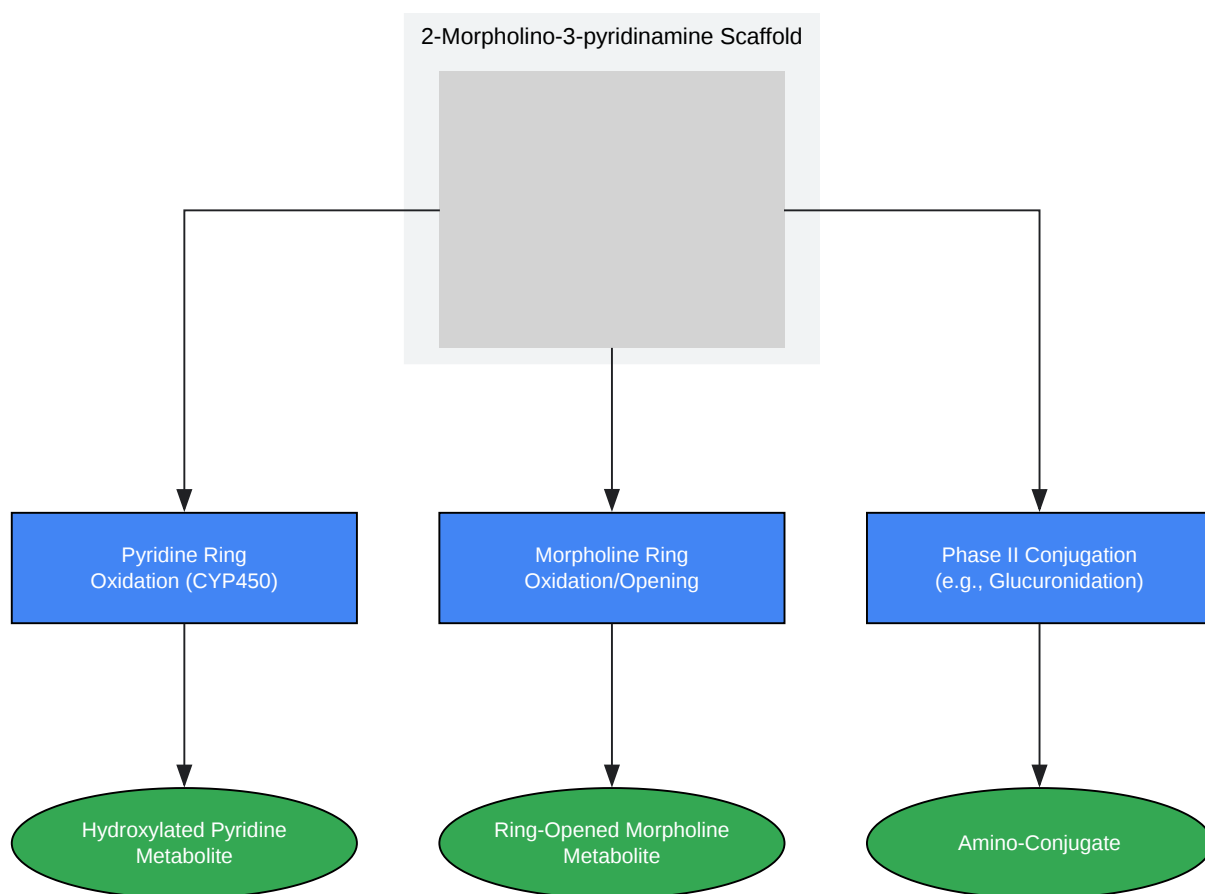 2-Morpholino-3-pyridinamine Scaffold
Pyridine Ring
Oxidation (CYP450)
Morpholine Ring
Oxidation/Opening
Phase II Conjugation
(e.g., Glucuronidation)
Hydroxylated Pyridine
Metabolite
Ring-Opened Morpholine
Metabolite
Amino-Conjugate